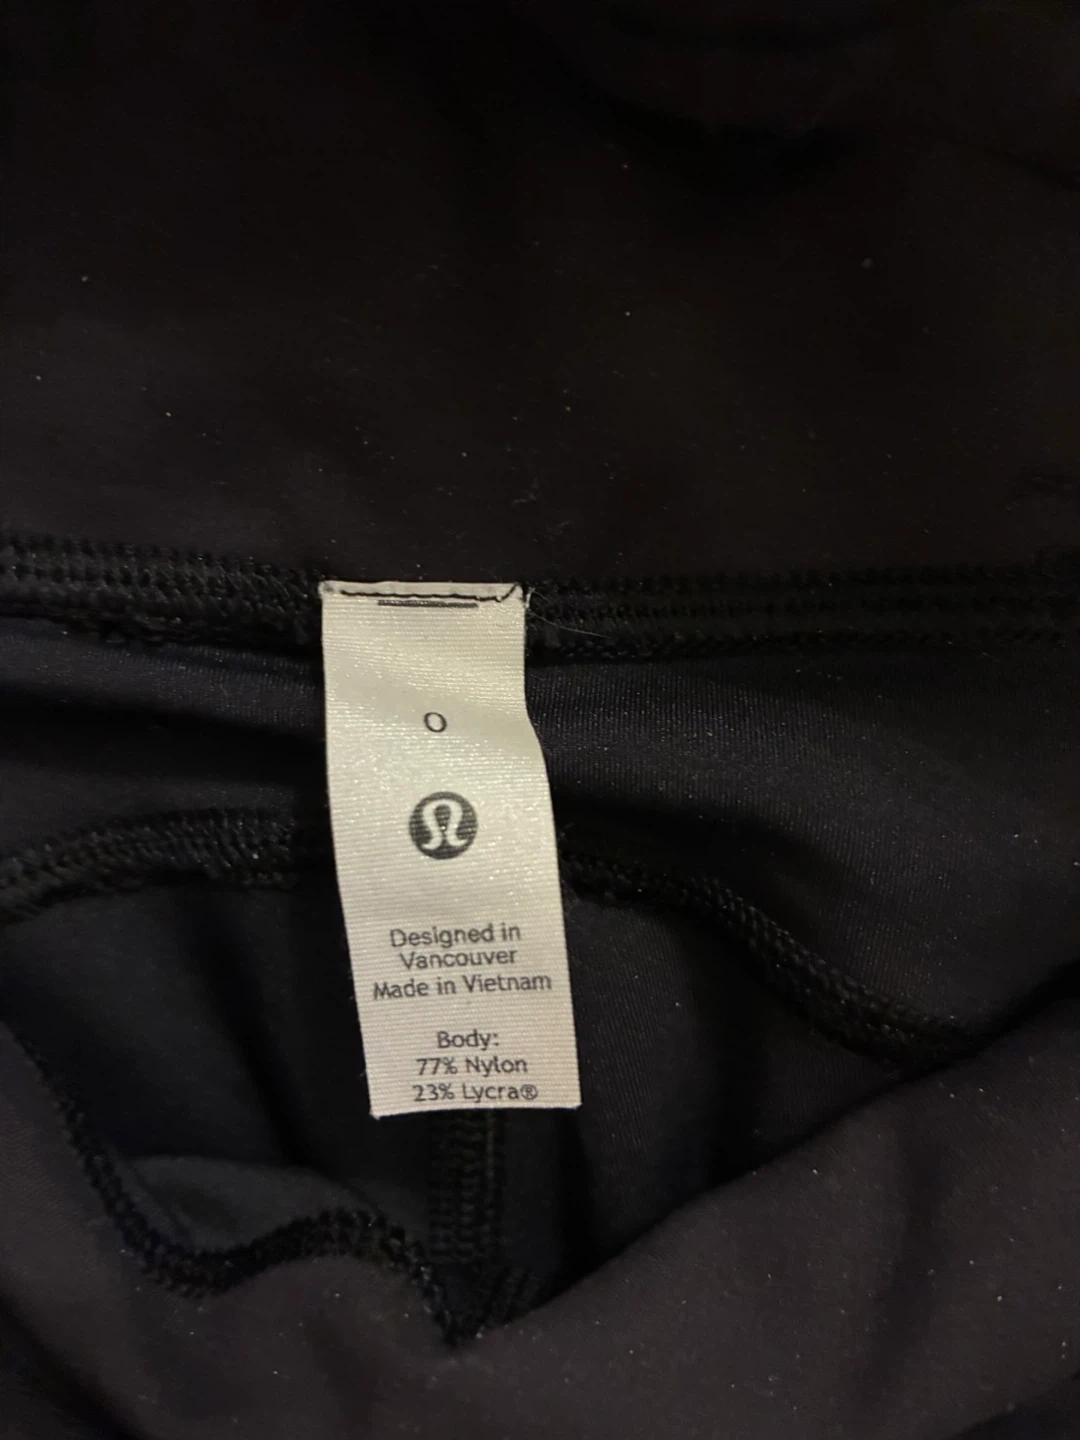 0
Designed in
Vancouver
Made in Vietnam
Body:
77% Nylon
23% Lycra®